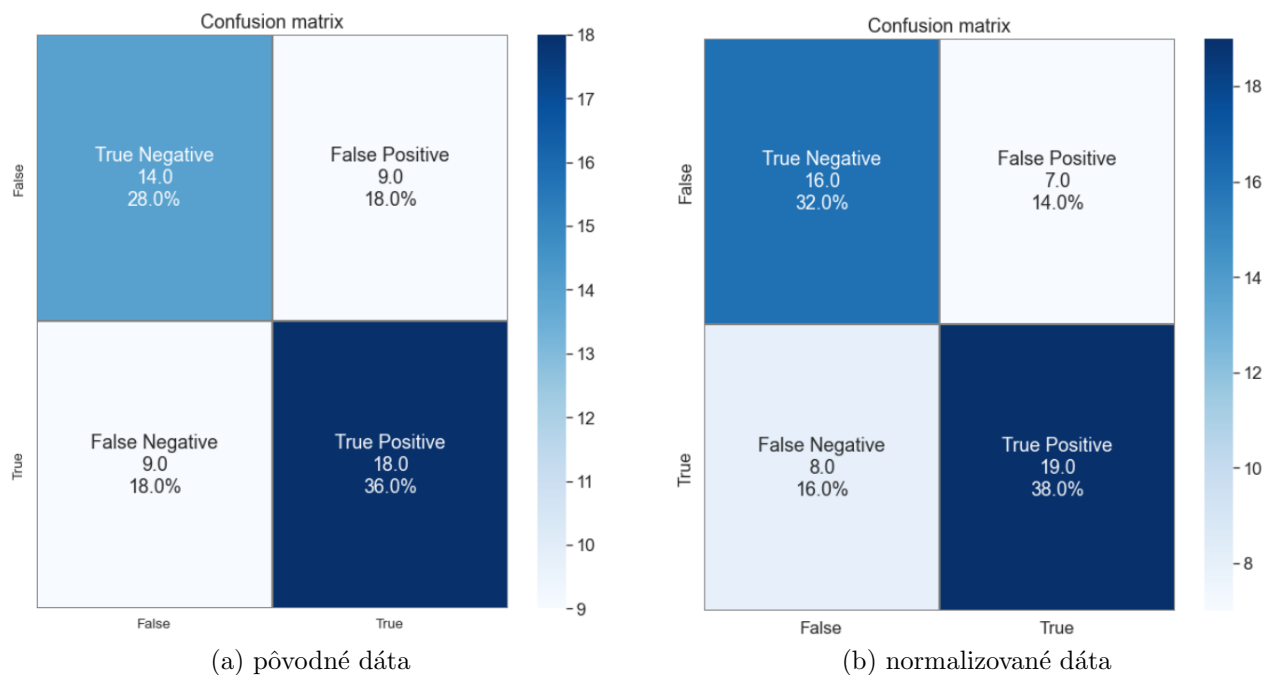 Confusion matrix
False
True Negative
14.0
28.0%
False Positive
9.0
18.0%
True
False Negative
9.0
18.0%
True Positive
18.0
36.0%
False
True
18
17
16
15
14
13
12
11
10
9
(a) pôvodné dáta
Confusion matrix
False
True Negative
16.0
32.0%
False Positive
7.0
14.0%
True
False Negative
8.0
16.0%
True Positive
19.0
38.0%
False
True
18
16
14
12
10
8
(b) normalizované dáta